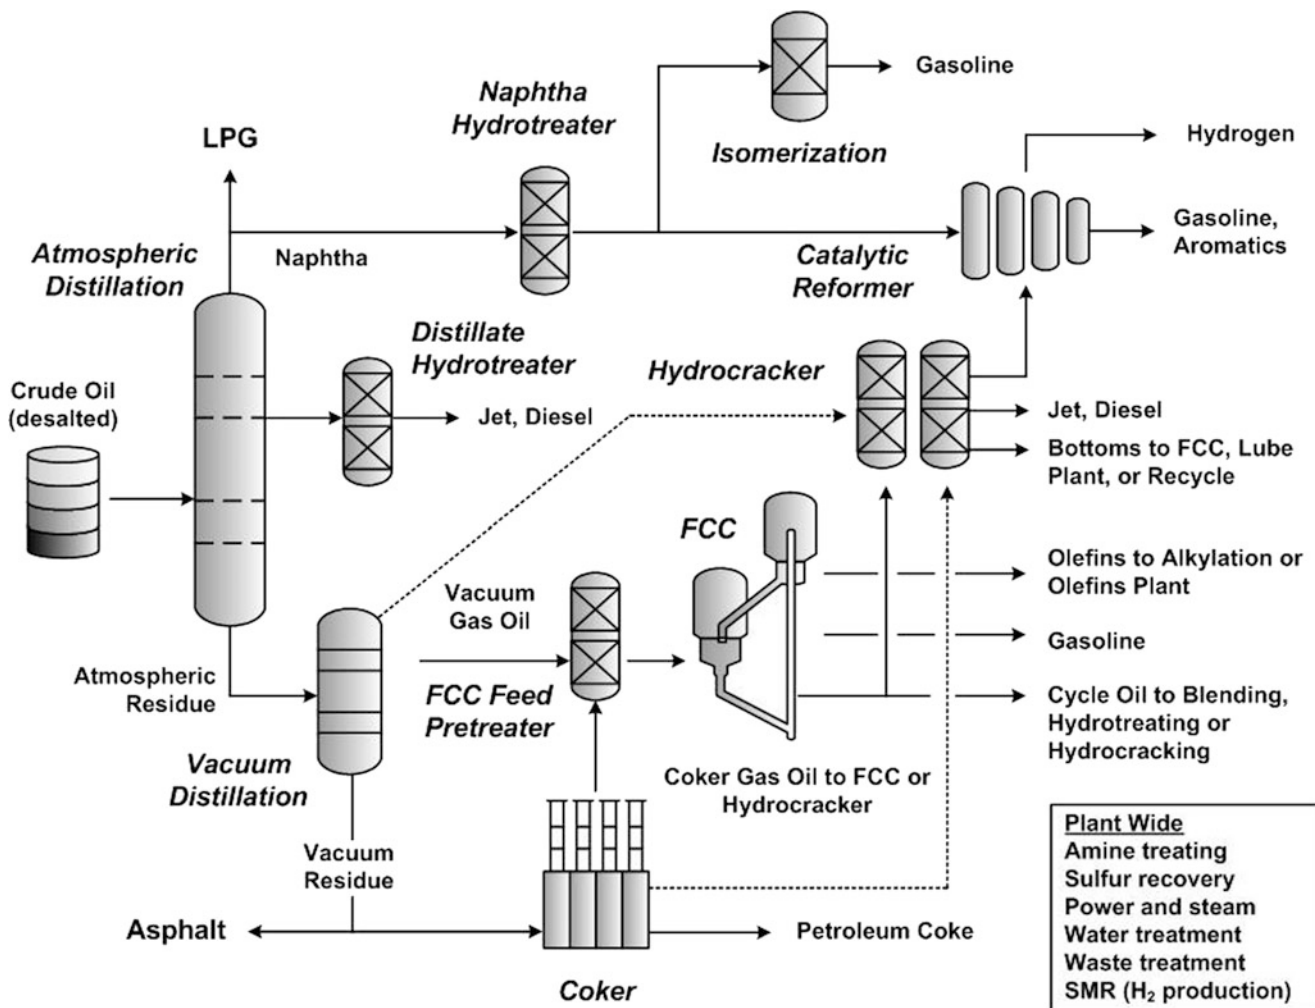 Gasoline
Naphtha
Hydrotreater
LPG
Isomerization
Hydrogen
Gasoline,
Aromatics
Atmospheric
Distillation
Naphtha
Catalytic
Reformer
Distillate
Hydrotreater
Hydrocracker
Crude Oil
(desalted)
Jet, Diesel
Jet, Diesel
Bottoms to FCC, Lube
Plant, or Recycle
FCC
Olefins to Alkylation or
Olefins Plant
Vacuum
Gas Oil
Gasoline
Atmospheric
Residue
FCC Feed
Pretreater
Cycle Oil to Blending,
Hydrotreating or
Hydrocracking
Vacuum
Distillation
Coker Gas Oil to FCC or
Hydrocracker
Vacuum
Residue
Asphalt
Petroleum Coke
Coker
Plant Wide
Amine treating
Sulfur recovery
Power and steam
Water treatment
Waste treatment
SMR (H₂ production)